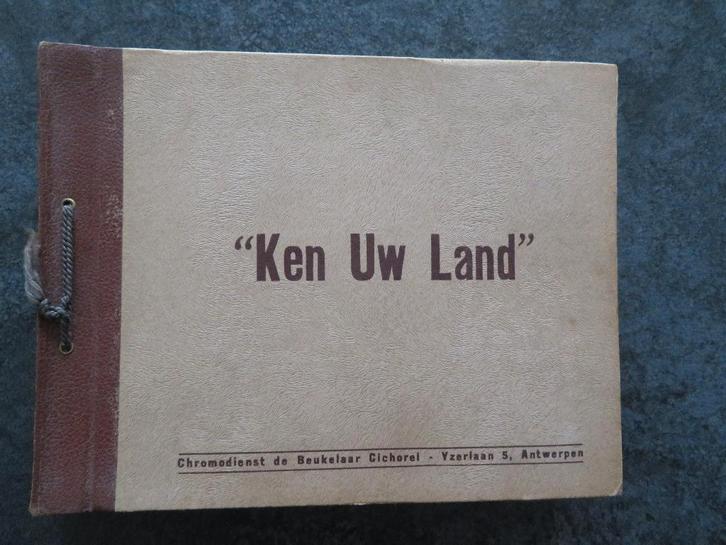 “Ken Uw Land”
Chromodienst de Beukelaar Cichorei - Yzerlaan 5, Antwerpen